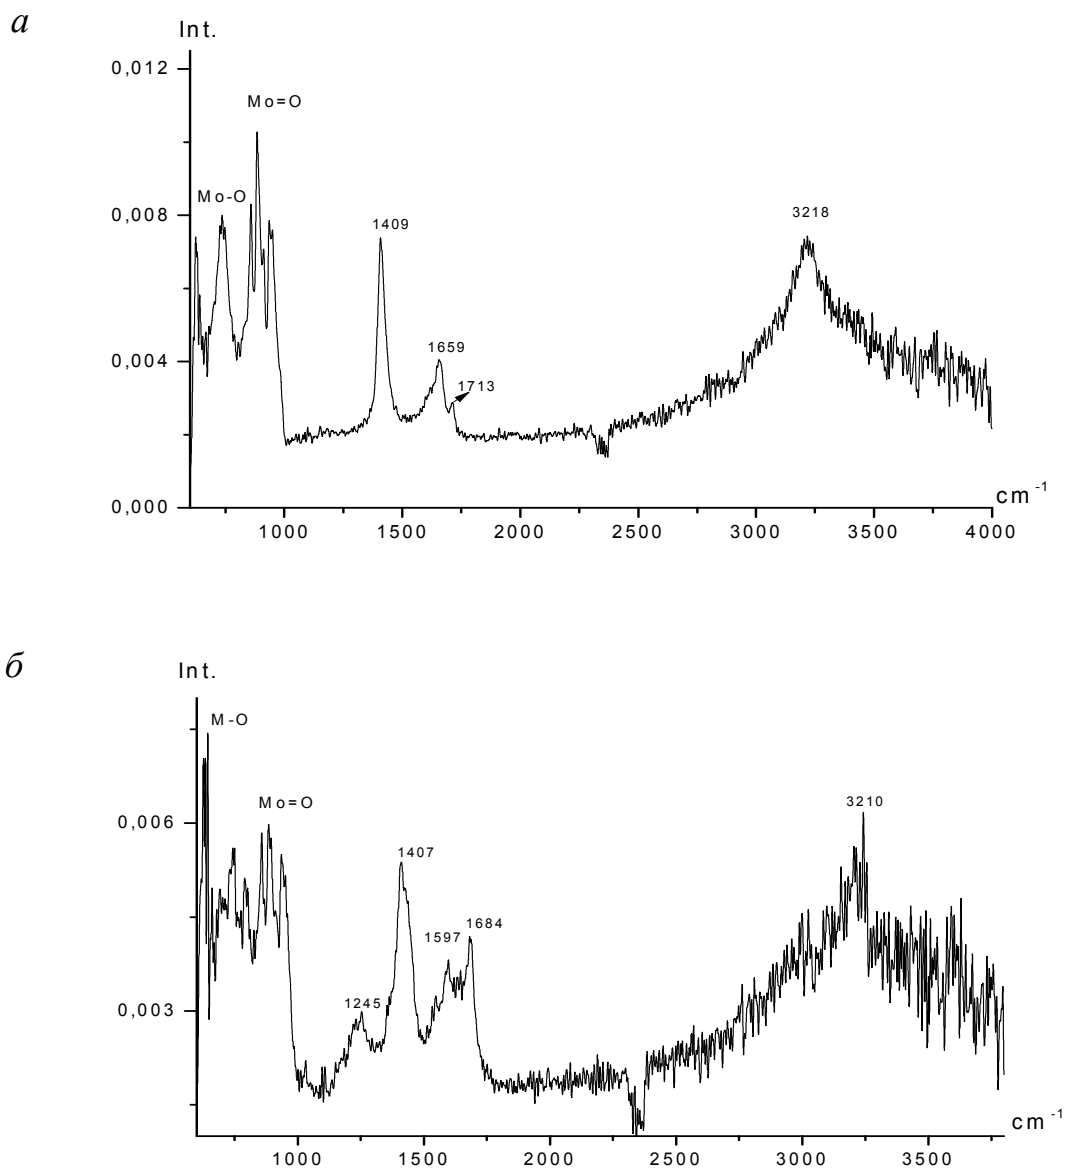 а
Int.
0,012
Mo=O
Mo-O
0,008
3218
1409
0,004
1659
1713
0,000
cm-1
1000 1500 2000 2500 3000 3500 4000
б
Int.
M-O
Mo=O
3210
0,006
1407
1684
1597
1245
0,003
cm-1
1000 1500 2000 2500 3000 3500